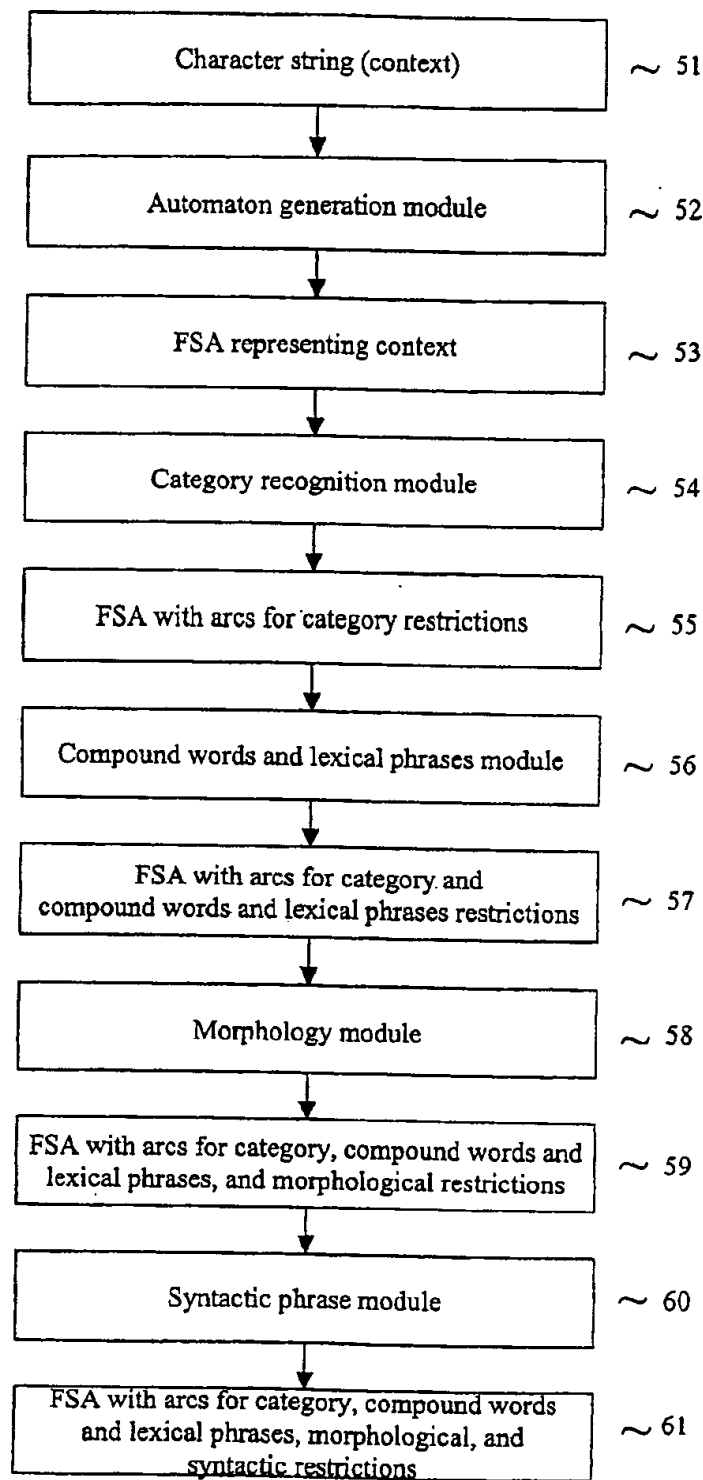 Character string (context) ~ 51
Automaton generation module ~ 52
FSA representing context ~ 53
Category recognition module ~ 54
FSA with arcs for category restrictions ~ 55
Compound words and lexical phrases module ~ 56
FSA with arcs for category and
compound words and lexical phrases restrictions ~ 57
Morphology module ~ 58
FSA with arcs for category, compound words and
lexical phrases, and morphological restrictions ~ 59
Syntactic phrase module ~ 60
FSA with arcs for category, compound words
and lexical phrases, morphological, and ~ 61
syntactic restrictions